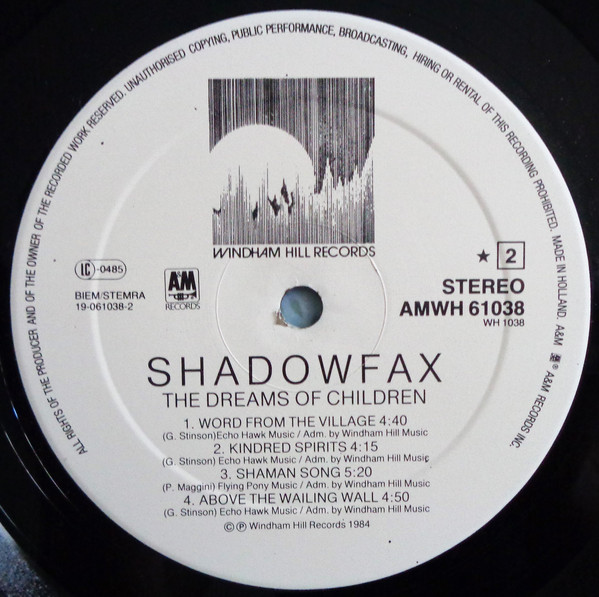 ALL RIGHTS OF THE PRODUCER AND OF THE OWNER OF THE RECORDED WORK RESERVED. UNAUTHORISED COPYING, PUBLIC PERFORMANCE, BROADCASTING, HIRING OR RENTAL OF THIS RECORDING PROHIBITED. MADE IN HOLLAND. A&M ® A&M RECORDS INC.
WINDHAM HILL RECORDS
LC-0485
BIEM/STEMRA
19-061038-2
A&M
RECORDS
★ 2
STEREO
AMWH 61038
WH 1038
SHADOWFAX
THE DREAMS OF CHILDREN
1. WORD FROM THE VILLAGE 4:40
(G. Stinson)Echo Hawk Music / Adm. by Windham Hill Music
2. KINDRED SPIRITS 4:15
(G. Stinson) Echo Hawk Music / Adm. by Windham Hill Music
3. SHAMAN SONG 5:20
(P. Maggini) Flying Pony Music / Adm. by Windham Hill Music
4. ABOVE THE WAILING WALL 4:50
(G. Stinson) Echo Hawk Music / Adm. by Windham Hill Music
© ℗ Windham Hill Records 1984